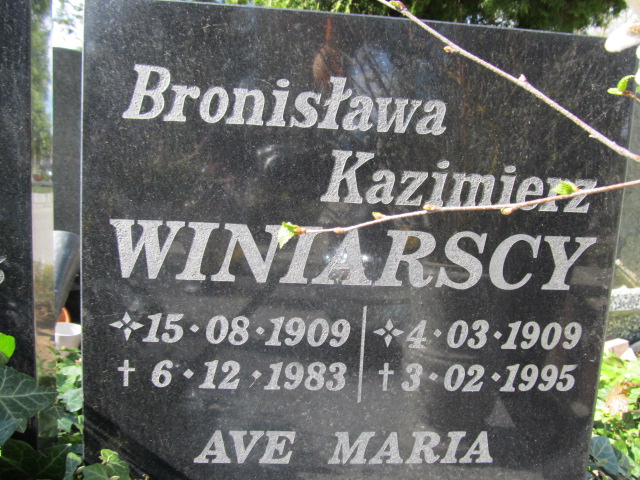 Bronisława
Kazimierz
WINIARSCY
15·08·1909 4·03·1909
† 6·12·1983 † 3·02·1995
AVE MARIA